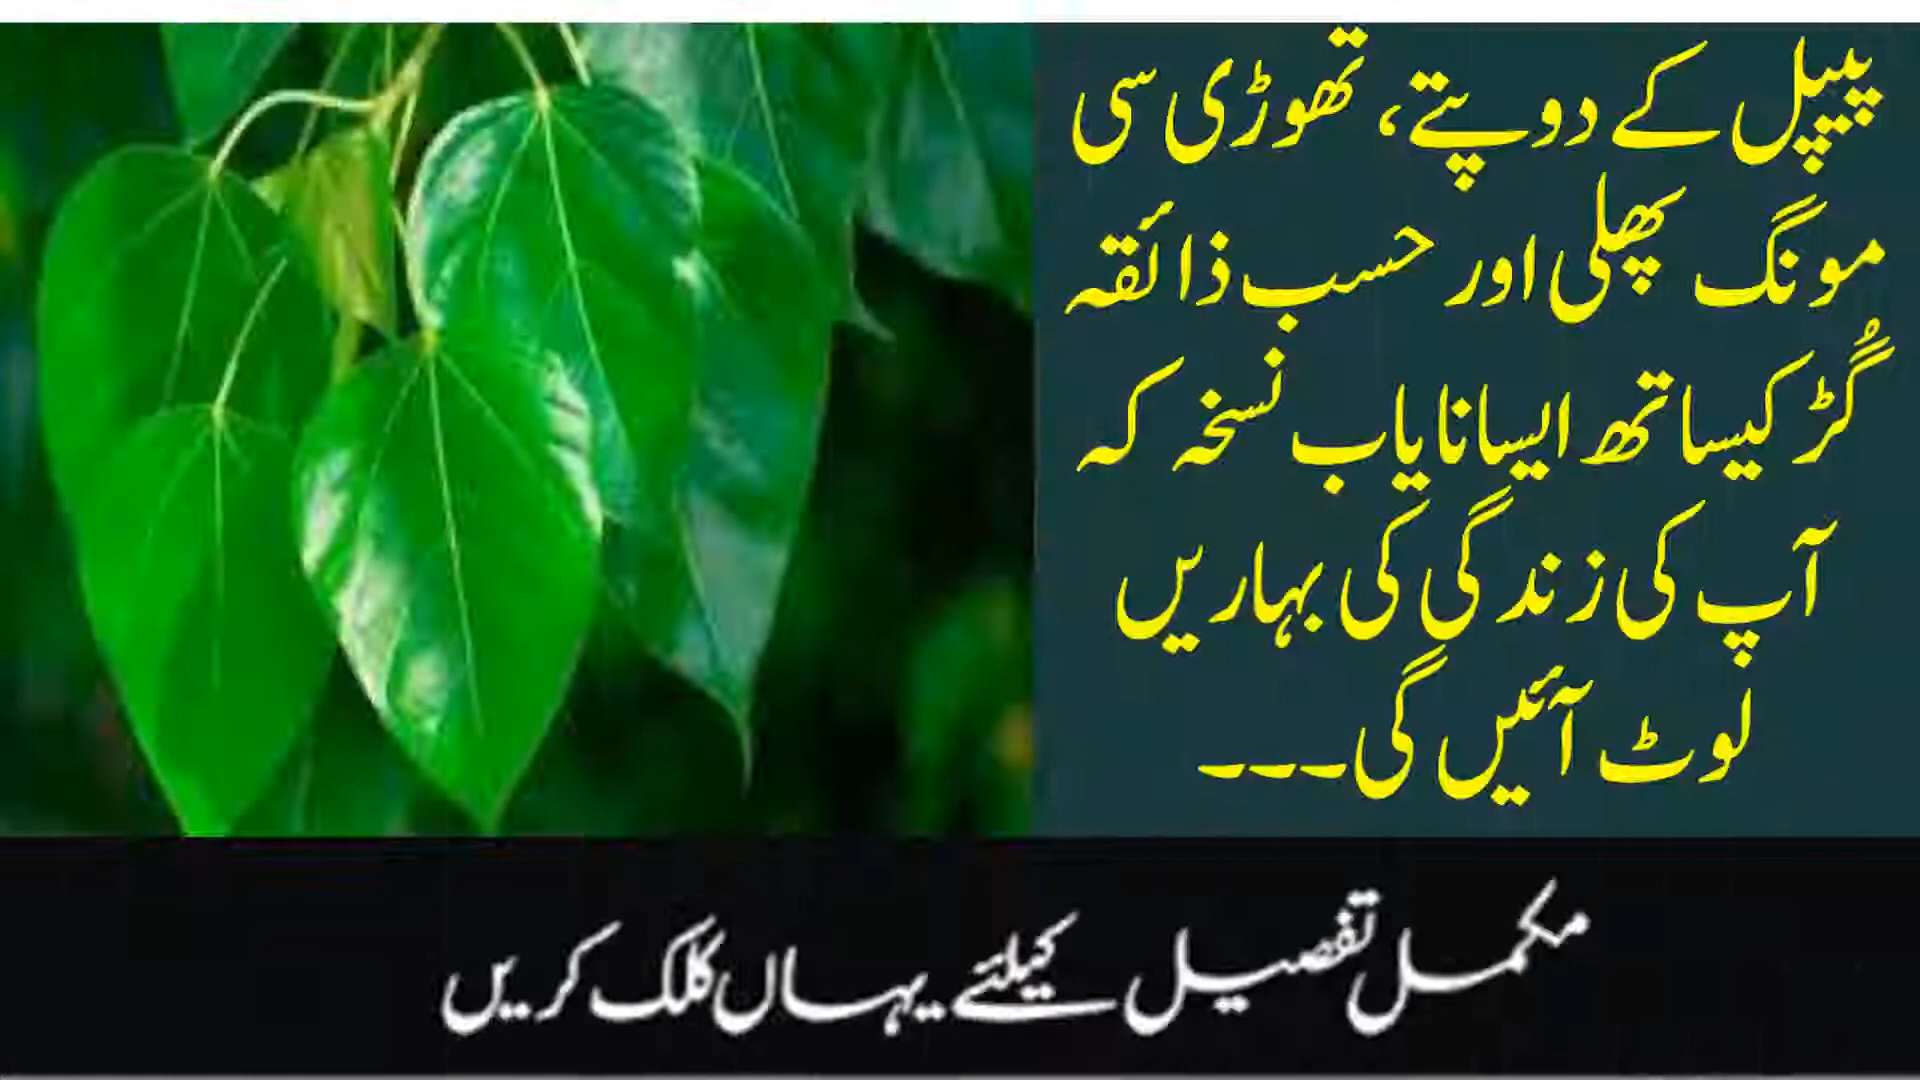 پیپل کے دو پتے، تھوڑی سی
مونگ پھلی اور حسب ذائقہ
گُڑ کیساتھ ایسا نایاب نسخہ کہ
آپ کی زندگی کی بہاریں
لوٹ آئیں گی۔۔۔
مکمل تفصیل کیلئے یہاں کلک کریں